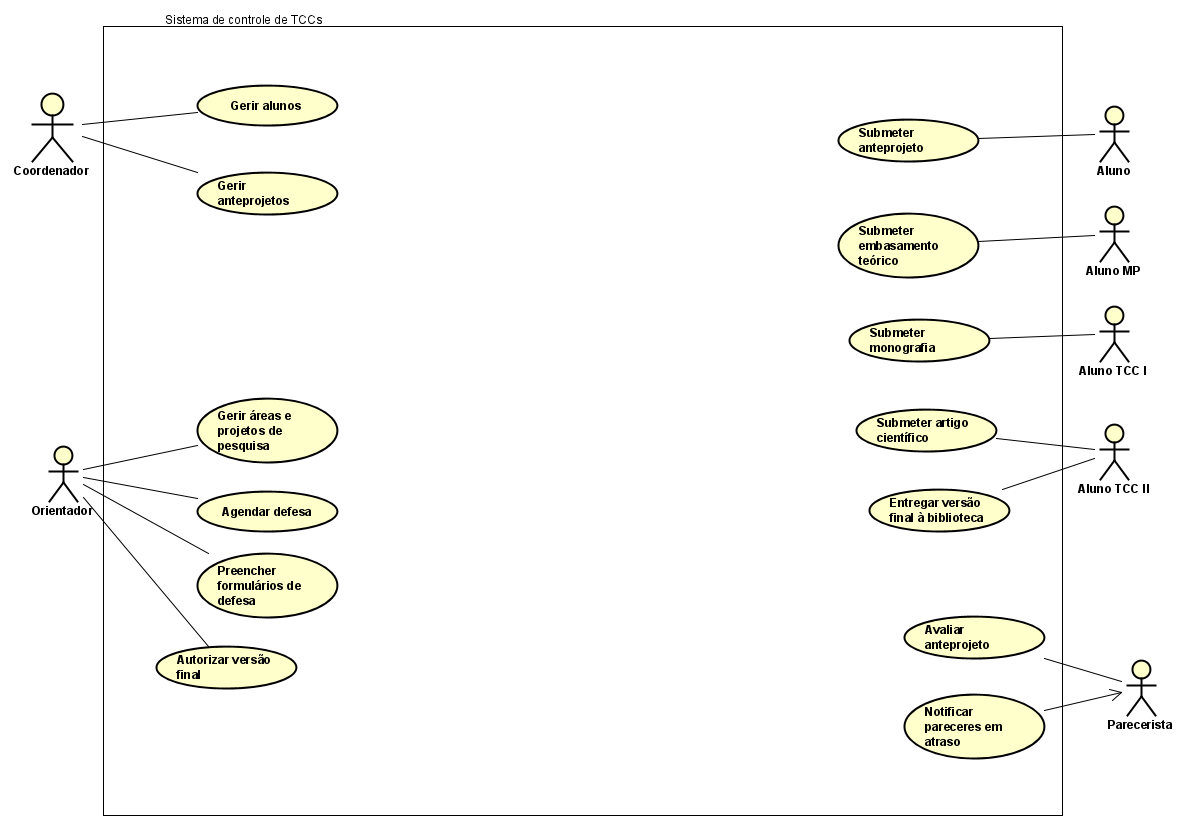 Sistema de controle de TCCs
Gerir alunos
Coordenador
Gerir
anteprojetos
Submeter
anteprojeto
Aluno
Submeter
embasamento
teórico
Aluno MP
Submeter
monografia
Aluno TCC I
Gerir áreas e
projetos de
pesquisa
Orientador
Agendar defesa
Preencher
formulários de
defesa
Autorizar versão
final
Submeter artigo
científico
Aluno TCC II
Entregar versão
final à biblioteca
Avaliar
anteprojeto
Notificar
pareceres em
atraso
Parecerista